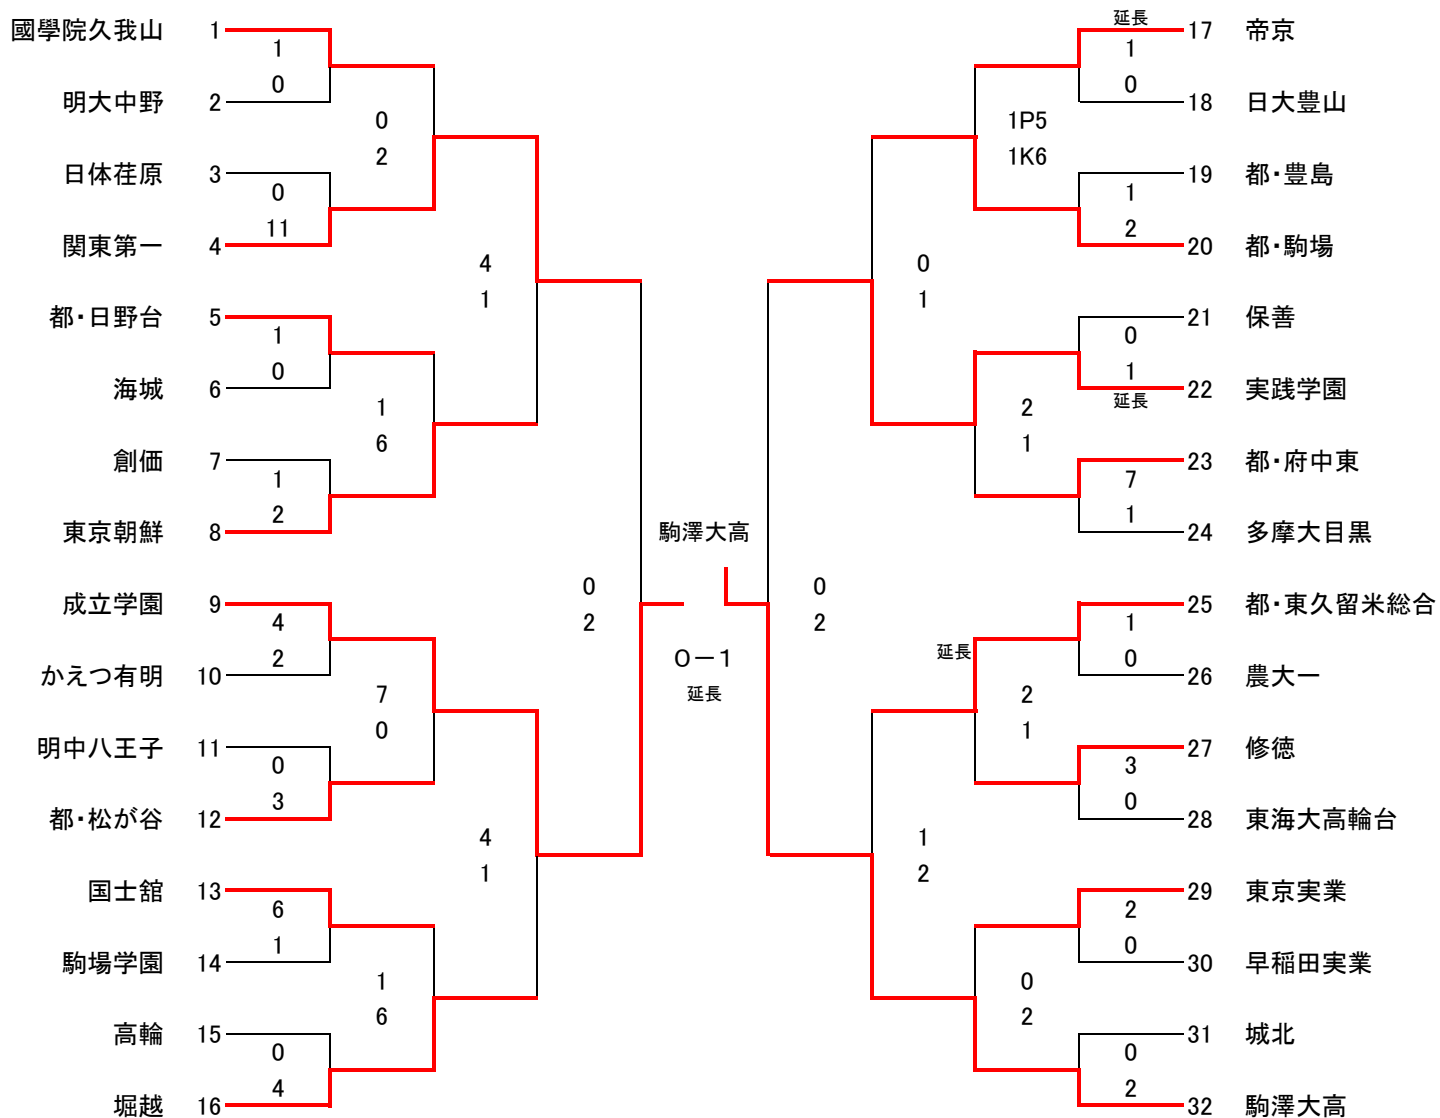 國學院久我山 1
1
0
明大中野 2
0
2
日体荏原 3
0
11
関東第一 4
4
1
都・日野台 5
1
0
海城 6
1
6
創価 7
1
2
東京朝鮮 8
0
2
成立学園 9
4
2
かえつ有明 10
7
0
明中八王子 11
0
3
都・松が谷 12
4
1
国士舘 13
6
1
駒場学園 14
1
6
高輪 15
0
4
堀越 16
駒澤大高
0－1
延長
延長
17 帝京
1
0
18 日大豊山
1P5
1K6
19 都・豊島
1
2
20 都・駒場
0
1
21 保善
0
1
22 実践学園
延長
2
1
23 都・府中東
7
1
24 多摩大目黒
0
2
25 都・東久留米総合
1
0
26 農大一
延長
2
1
27 修徳
3
0
28 東海大高輪台
1
2
29 東京実業
2
0
30 早稲田実業
0
2
31 城北
0
2
32 駒澤大高